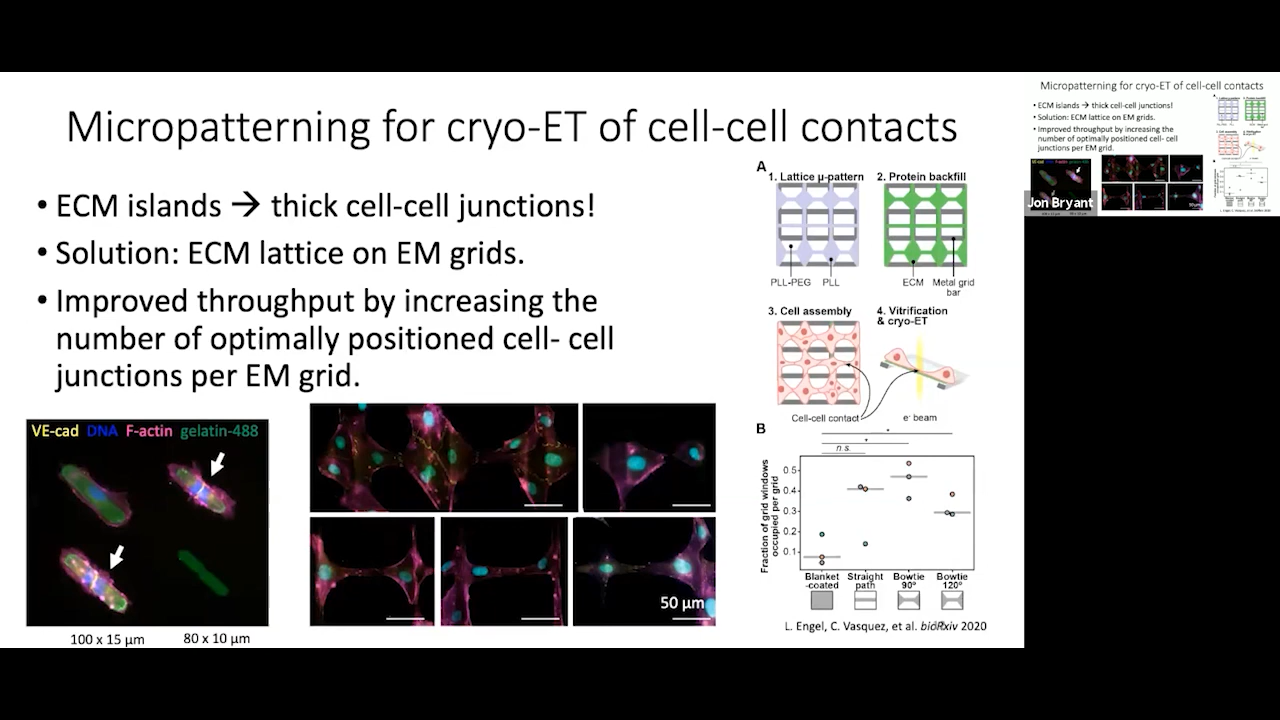 Micropatterning for cryo-ET of cell-cell contacts
• ECM islands → thick cell-cell junctions!
• Solution: ECM lattice on EM grids.
• Improved throughput by increasing the
number of optimally positioned cell- cell
junctions per EM grid.
VE-cad DNA F-actin gelatin-488
100 x 15 µm 80 x 10 µm
50 µm
A
1. Lattice µ-pattern 2. Protein backfill
PLL-PEG PLL ECM Metal grid
bar
3. Cell assembly 4. Vitrification
& cryo-ET
Cell-cell contact e- beam
B
n.s.
Fraction of grid windows
occupied per grid
0.5
0.4
0.3
0.2
0.1
Blanket
-coated
Straight
path
Bowtie
90º
Bowtie
120º
L. Engel, C. Vasquez, et al. bioRxiv 2020
Micropatterning for cryo-ET of cell-cell contacts
• ECM islands → thick cell-cell junctions!
• Solution: ECM lattice on EM grids.
• Improved throughput by increasing the
number of optimally positioned cell- cell
junctions per EM grid.
Jon Bryant